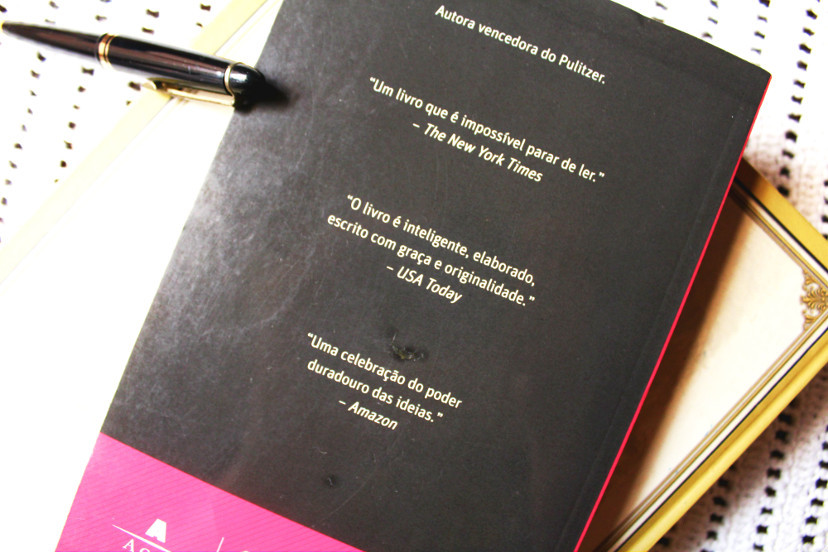 Autora vencedora do Pulitzer.
“Um livro que é impossível parar de ler.”
– The New York Times
“O livro é inteligente, elaborado,
escrito com graça e originalidade.”
– USA Today
“Uma celebração do poder
duradouro das ideias.”
– Amazon